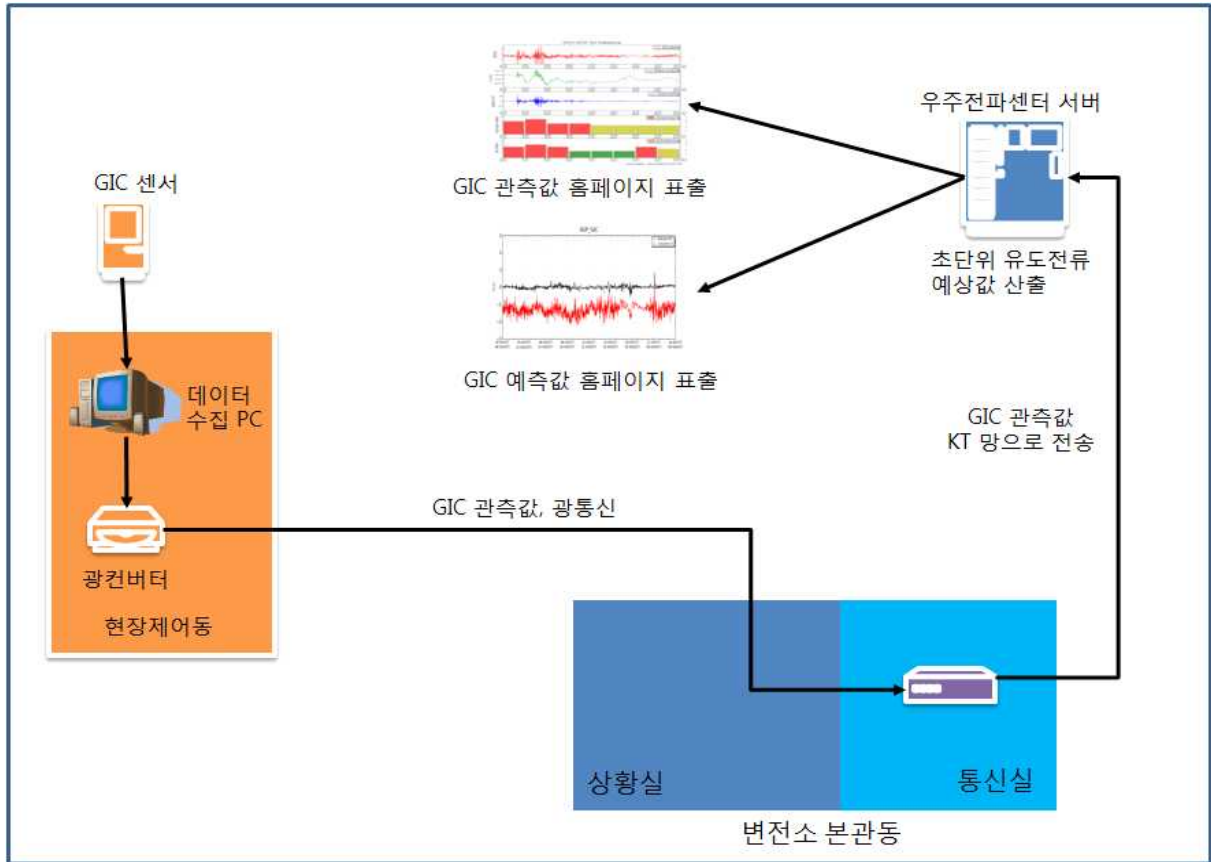 우주전파센터 서버
GIC 관측값 홈페이지 표출
GIC 센서
초단위 유도전류
예상값 산출
GIC 예측값 홈페이지 표출
데이터
수집 PC
GIC 관측값
KT 망으로 전송
GIC 관측값, 광통신
광컨버터
현장제어동
상황실
통신실
변전소 본관동